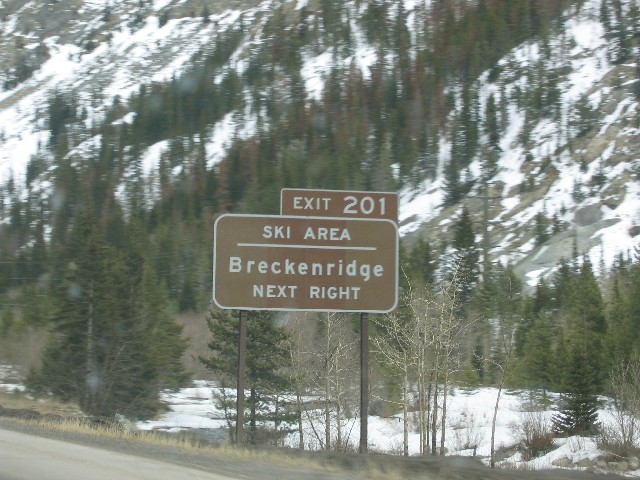 EXIT 201
SKI AREA
Breckenridge
NEXT RIGHT